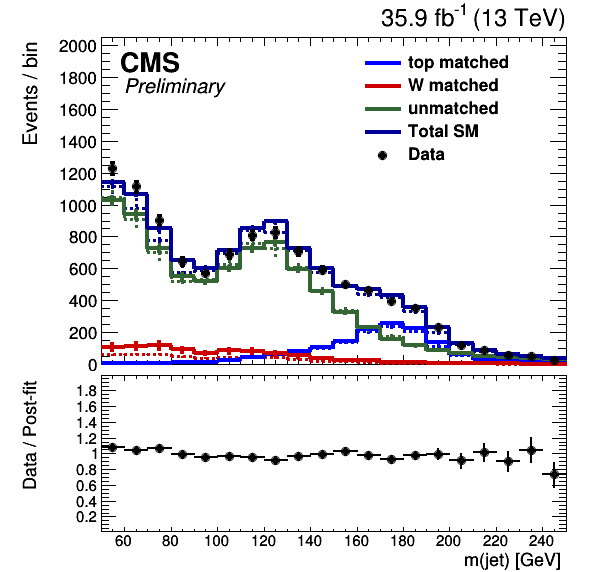 35.9 fb⁻¹ (13 TeV)
CMS
Preliminary
top matched
W matched
unmatched
Total SM
Data
Events / bin
2000
1800
1600
1400
1200
1000
800
600
400
200
0
Data / Post-fit
1.8
1.6
1.4
1.2
1
0.8
0.6
0.4
0.2
60 80 100 120 140 160 180 200 220 240
m(jet) [GeV]